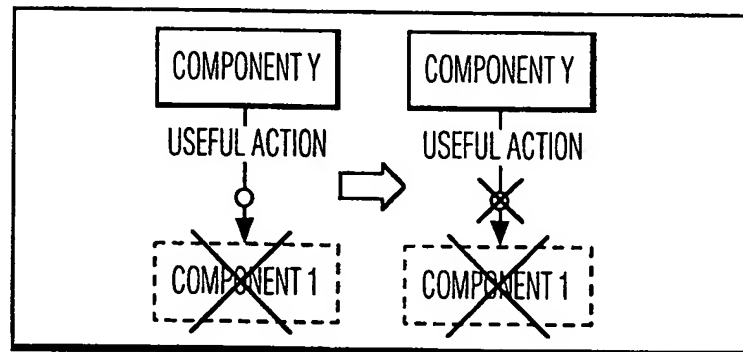 COMPONENT Y
USEFUL ACTION
COMPONENT 1
COMPONENT Y
USEFUL ACTION
COMPONENT 1